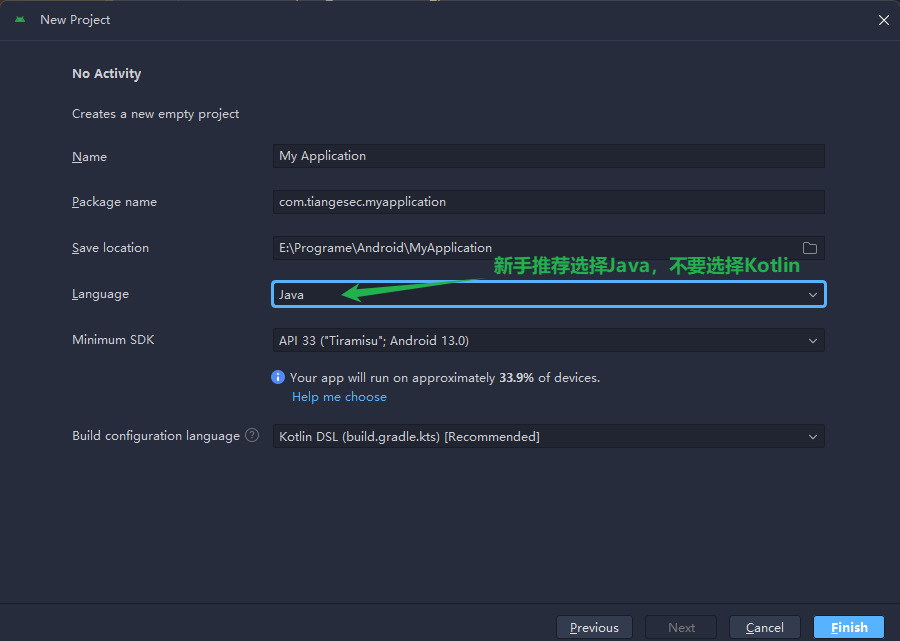 New Project
No Activity
Creates a new empty project
Name
My Application
Package name
com.tiangesec.myapplication
Save location
E:\Programe\Android\MyApplication
新手推荐选择Java，不要选择Kotlin
Language
Java
Minimum SDK
API 33 ("Tiramisu"; Android 13.0)
Your app will run on approximately 33.9% of devices.
Help me choose
Build configuration language ?
Kotlin DSL (build.gradle.kts) [Recommended]
Previous
Next
Cancel
Finish